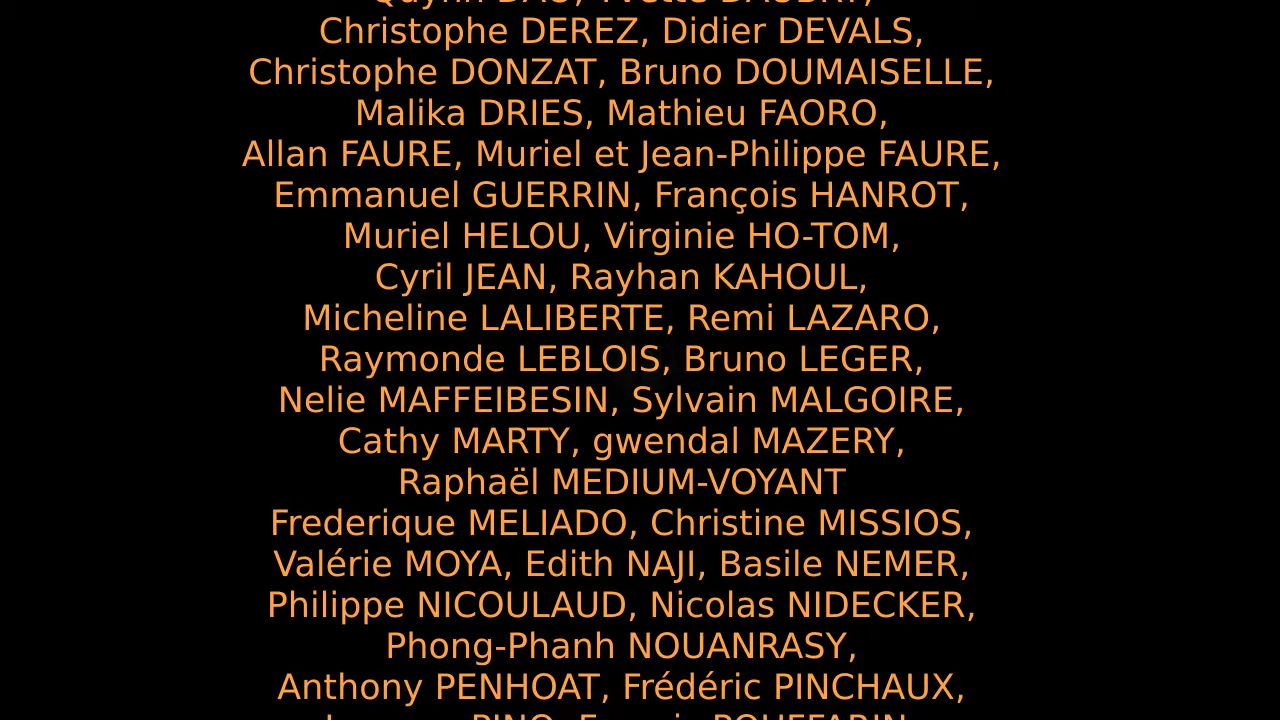 Christophe DEREZ, Didier DEVALS,
Christophe DONZAT, Bruno DOUMAISELLE,
Malika DRIES, Mathieu FAORO,
Allan FAURE, Muriel et Jean-Philippe FAURE,
Emmanuel GUERRIN, François HANROT,
Muriel HELOU, Virginie HO-TOM,
Cyril JEAN, Rayhan KAHOUL,
Micheline LALIBERTE, Remi LAZARO,
Raymonde LEBLOIS, Bruno LEGER,
Nelie MAFFEIBESIN, Sylvain MALGOIRE,
Cathy MARTY, gwendal MAZERY,
Raphaël MEDIUM-VOYANT
Frederique MELIADO, Christine MISSIOS,
Valérie MOYA, Edith NAJI, Basile NEMER,
Philippe NICOULAUD, Nicolas NIDECKER,
Phong-Phanh NOUANRASY,
Anthony PENHOAT, Frédéric PINCHAUX,